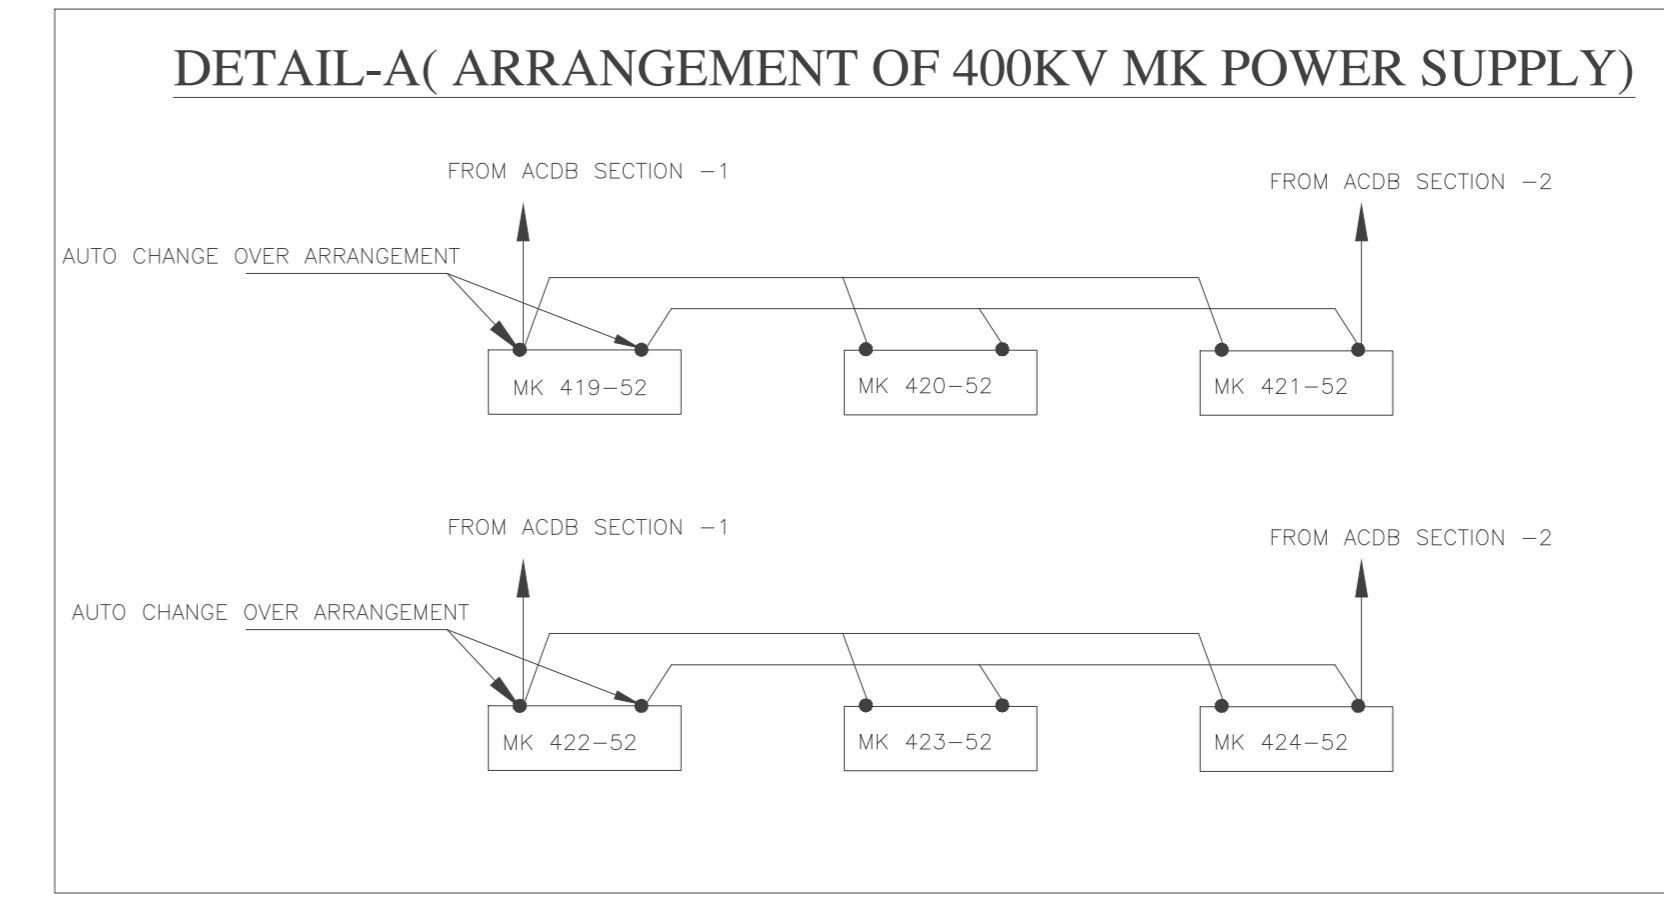 DETAIL-A( ARRANGEMENT OF 400KV MK POWER SUPPLY)
FROM ACDB SECTION -1
FROM ACDB SECTION -2
AUTO CHANGE OVER ARRANGEMENT
MK 419-52
MK 420-52
MK 421-52
FROM ACDB SECTION -1
FROM ACDB SECTION -2
AUTO CHANGE OVER ARRANGEMENT
MK 422-52
MK 423-52
MK 424-52